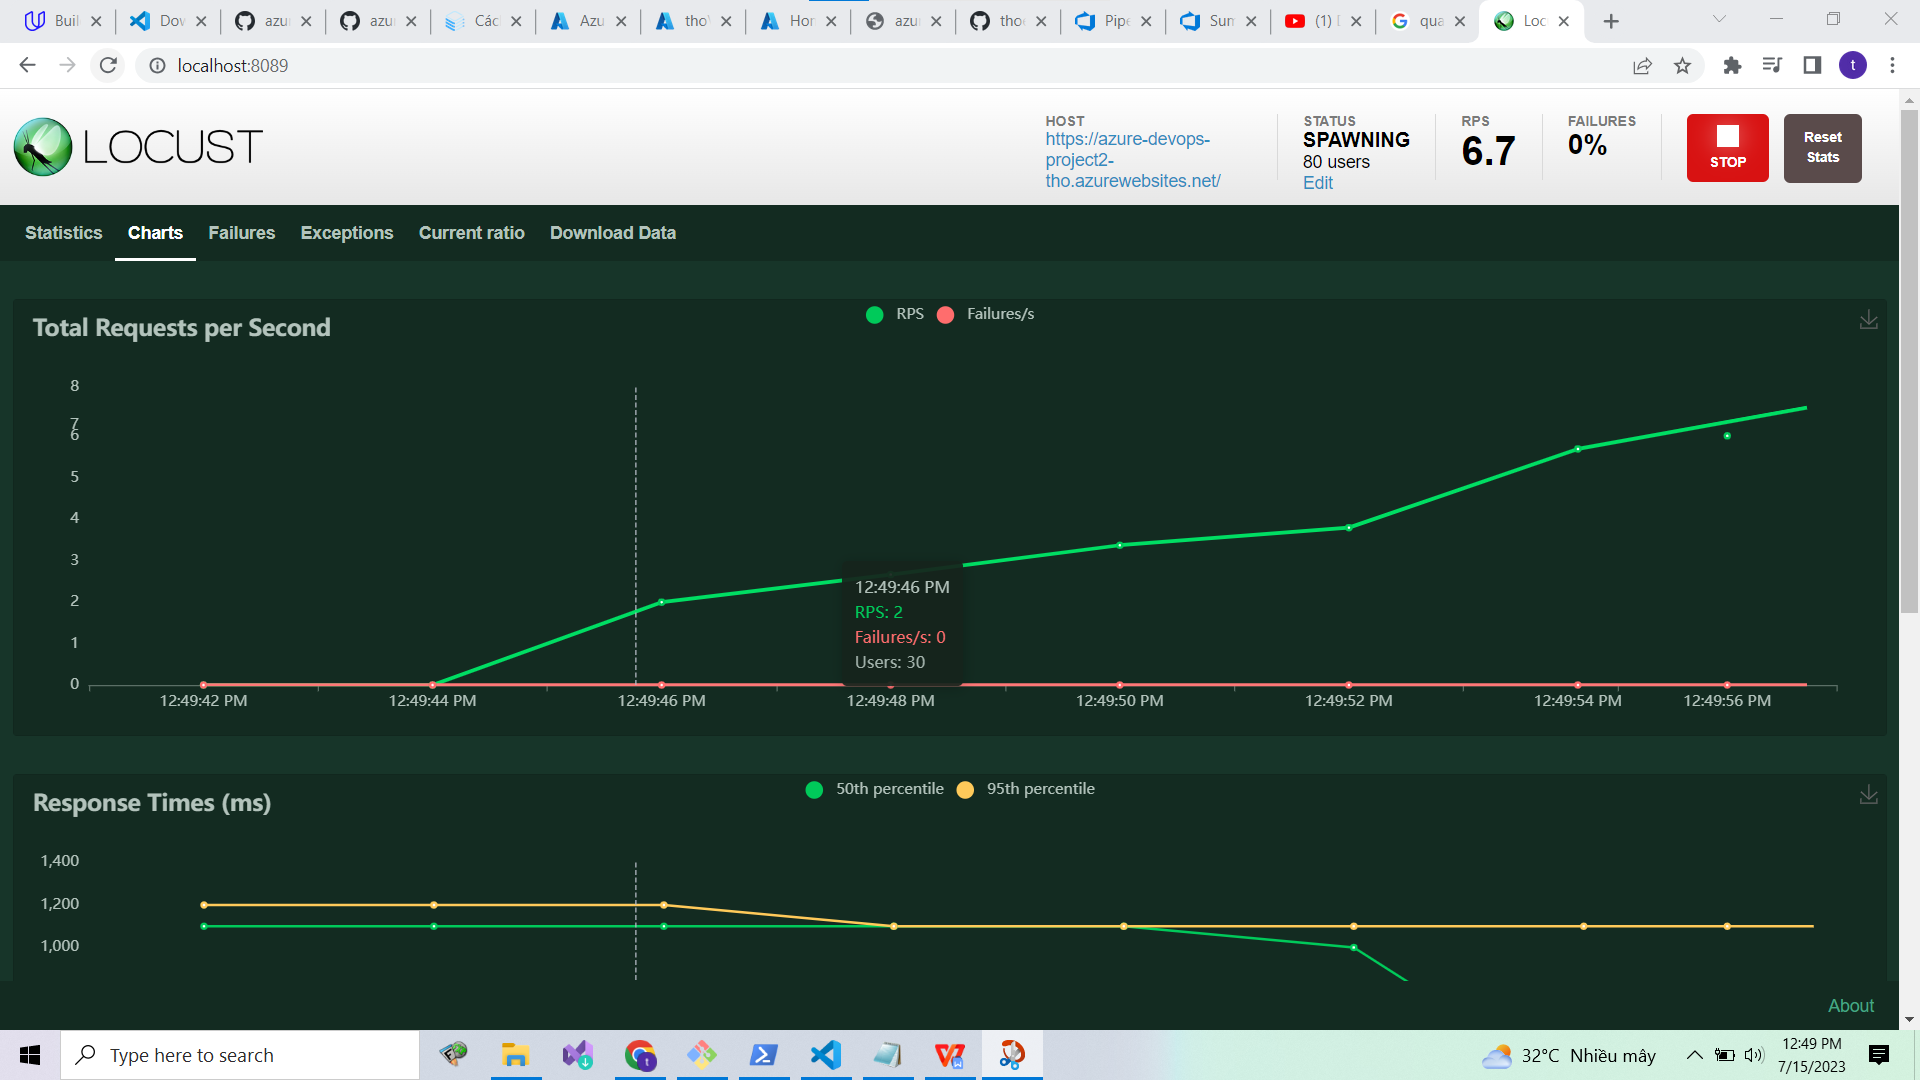 Buil
Dov
azu
azu
Các
Azu
tho
Hor
azu
tho
Pipe
Sum
(1)
qua
Loc
localhost:8089
t
LOCUST
HOST
https://azure-devops-
project2-
tho.azurewebsites.net/
STATUS
SPAWNING
80 users
Edit
RPS
6.7
FAILURES
0%
STOP
Reset
Stats
Statistics
Charts
Failures
Exceptions
Current ratio
Download Data
Total Requests per Second
RPS
Failures/s
8
7
6
5
4
3
2
1
0
12:49:46 PM
RPS: 2
Failures/s: 0
Users: 30
12:49:42 PM
12:49:44 PM
12:49:46 PM
12:49:48 PM
12:49:50 PM
12:49:52 PM
12:49:54 PM
12:49:56 PM
Response Times (ms)
50th percentile
95th percentile
1,400
1,200
1,000
About
Type here to search
32°C Nhiều mây
12:49 PM
7/15/2023